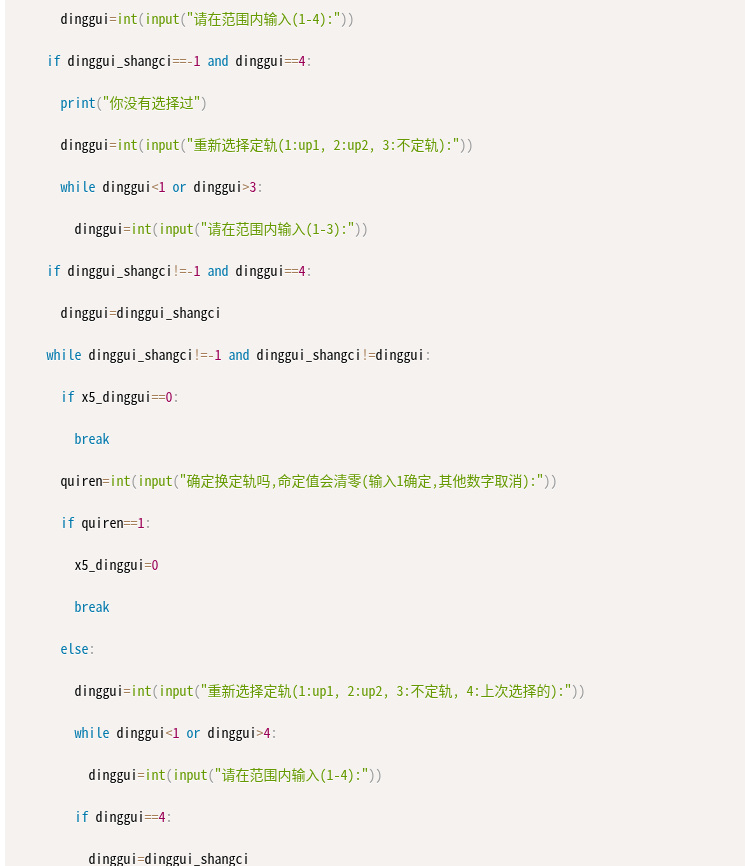 dinggui=int(input("请在范围内输入(1-4):"))
if dinggui_shangci==-1 and dinggui==4:
print("你没有选择过")
dinggui=int(input("重新选择定轨(1:up1, 2:up2, 3:不定轨):"))
while dinggui<1 or dinggui>3:
dinggui=int(input("请在范围内输入(1-3):"))
if dinggui_shangci!=-1 and dinggui==4:
dinggui=dinggui_shangci
while dinggui_shangci!=-1 and dinggui_shangci!=dinggui:
if x5_dinggui==0:
break
quiren=int(input("确定换定轨吗,命定值会清零(输入1确定,其他数字取消):"))
if quiren==1:
x5_dinggui=0
break
else:
dinggui=int(input("重新选择定轨(1:up1, 2:up2, 3:不定轨, 4:上次选择的):"))
while dinggui<1 or dinggui>4:
dinggui=int(input("请在范围内输入(1-4):"))
if dinggui==4:
dinggui=dinggui_shangci